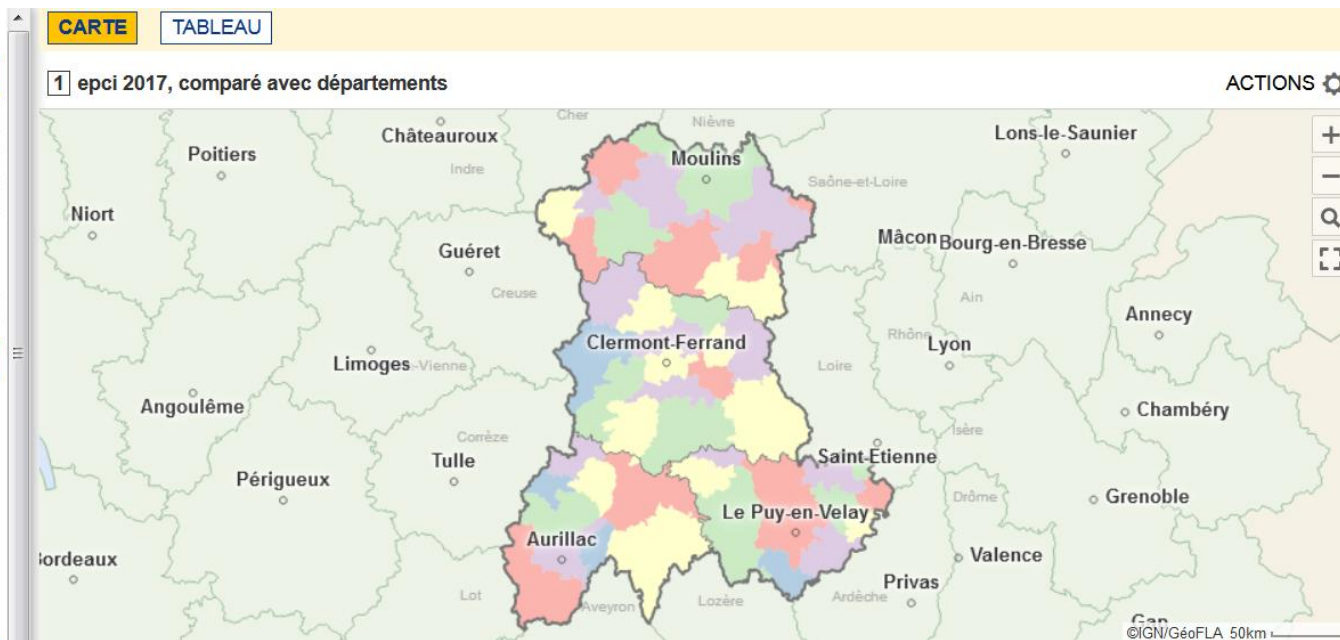 CARTE TABLEAU
1 epci 2017, comparé avec départements ACTIONS
Cher Nièvre
Châteauroux Lons-le-Saunier
Poitiers Moulins
Indre Saône-et-Loire
Niort
Mâcon Bourg-en-Bresse
Guéret
Creuse Ain
Annecy
Clermont-Ferrand Rhône Lyon
Limoges e-Vienne Loire
Angoulême Chambéry
Corrèze Isère
Tulle Saint-Etienne
Périgueux Drôme Grenoble
Le Puy-en-Velay
Aurillac Valence
Bordeaux
Privas
Lot Aveyron Lozère Ardèche
Gap
©IGN/GéoFLA 50km